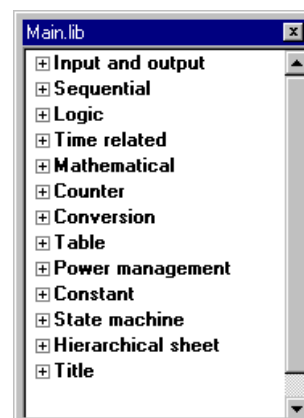 Main.lib
Input and output
Sequential
Logic
Time related
Mathematical
Counter
Conversion
Table
Power management
Constant
State machine
Hierarchical sheet
Title